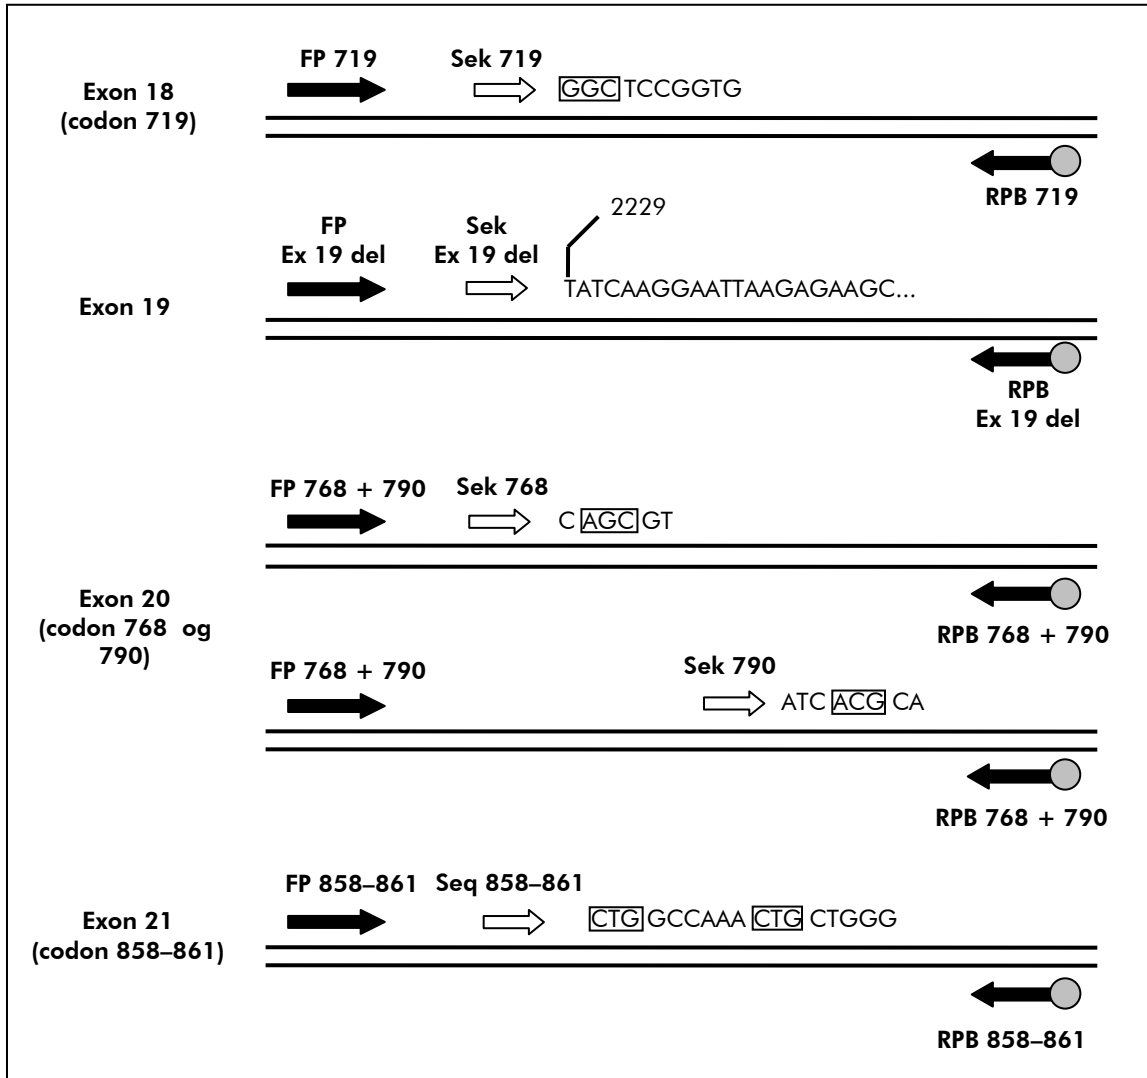 FP 719
Sek 719
GGC TCCGGTG
Exon 18
(codon 719)
RPB 719
2229
FP
Ex 19 del
Sek
Ex 19 del
TATCAAGGAATTAAGAGAAGC...
Exon 19
RPB
Ex 19 del
FP 768 + 790
Sek 768
C AGC GT
Exon 20
(codon 768 og
790)
RPB 768 + 790
FP 768 + 790
Sek 790
ATC ACG CA
RPB 768 + 790
FP 858–861
Seq 858–861
CTG GCCAAA CTG CTGGG
Exon 21
(codon 858–861)
RPB 858–861